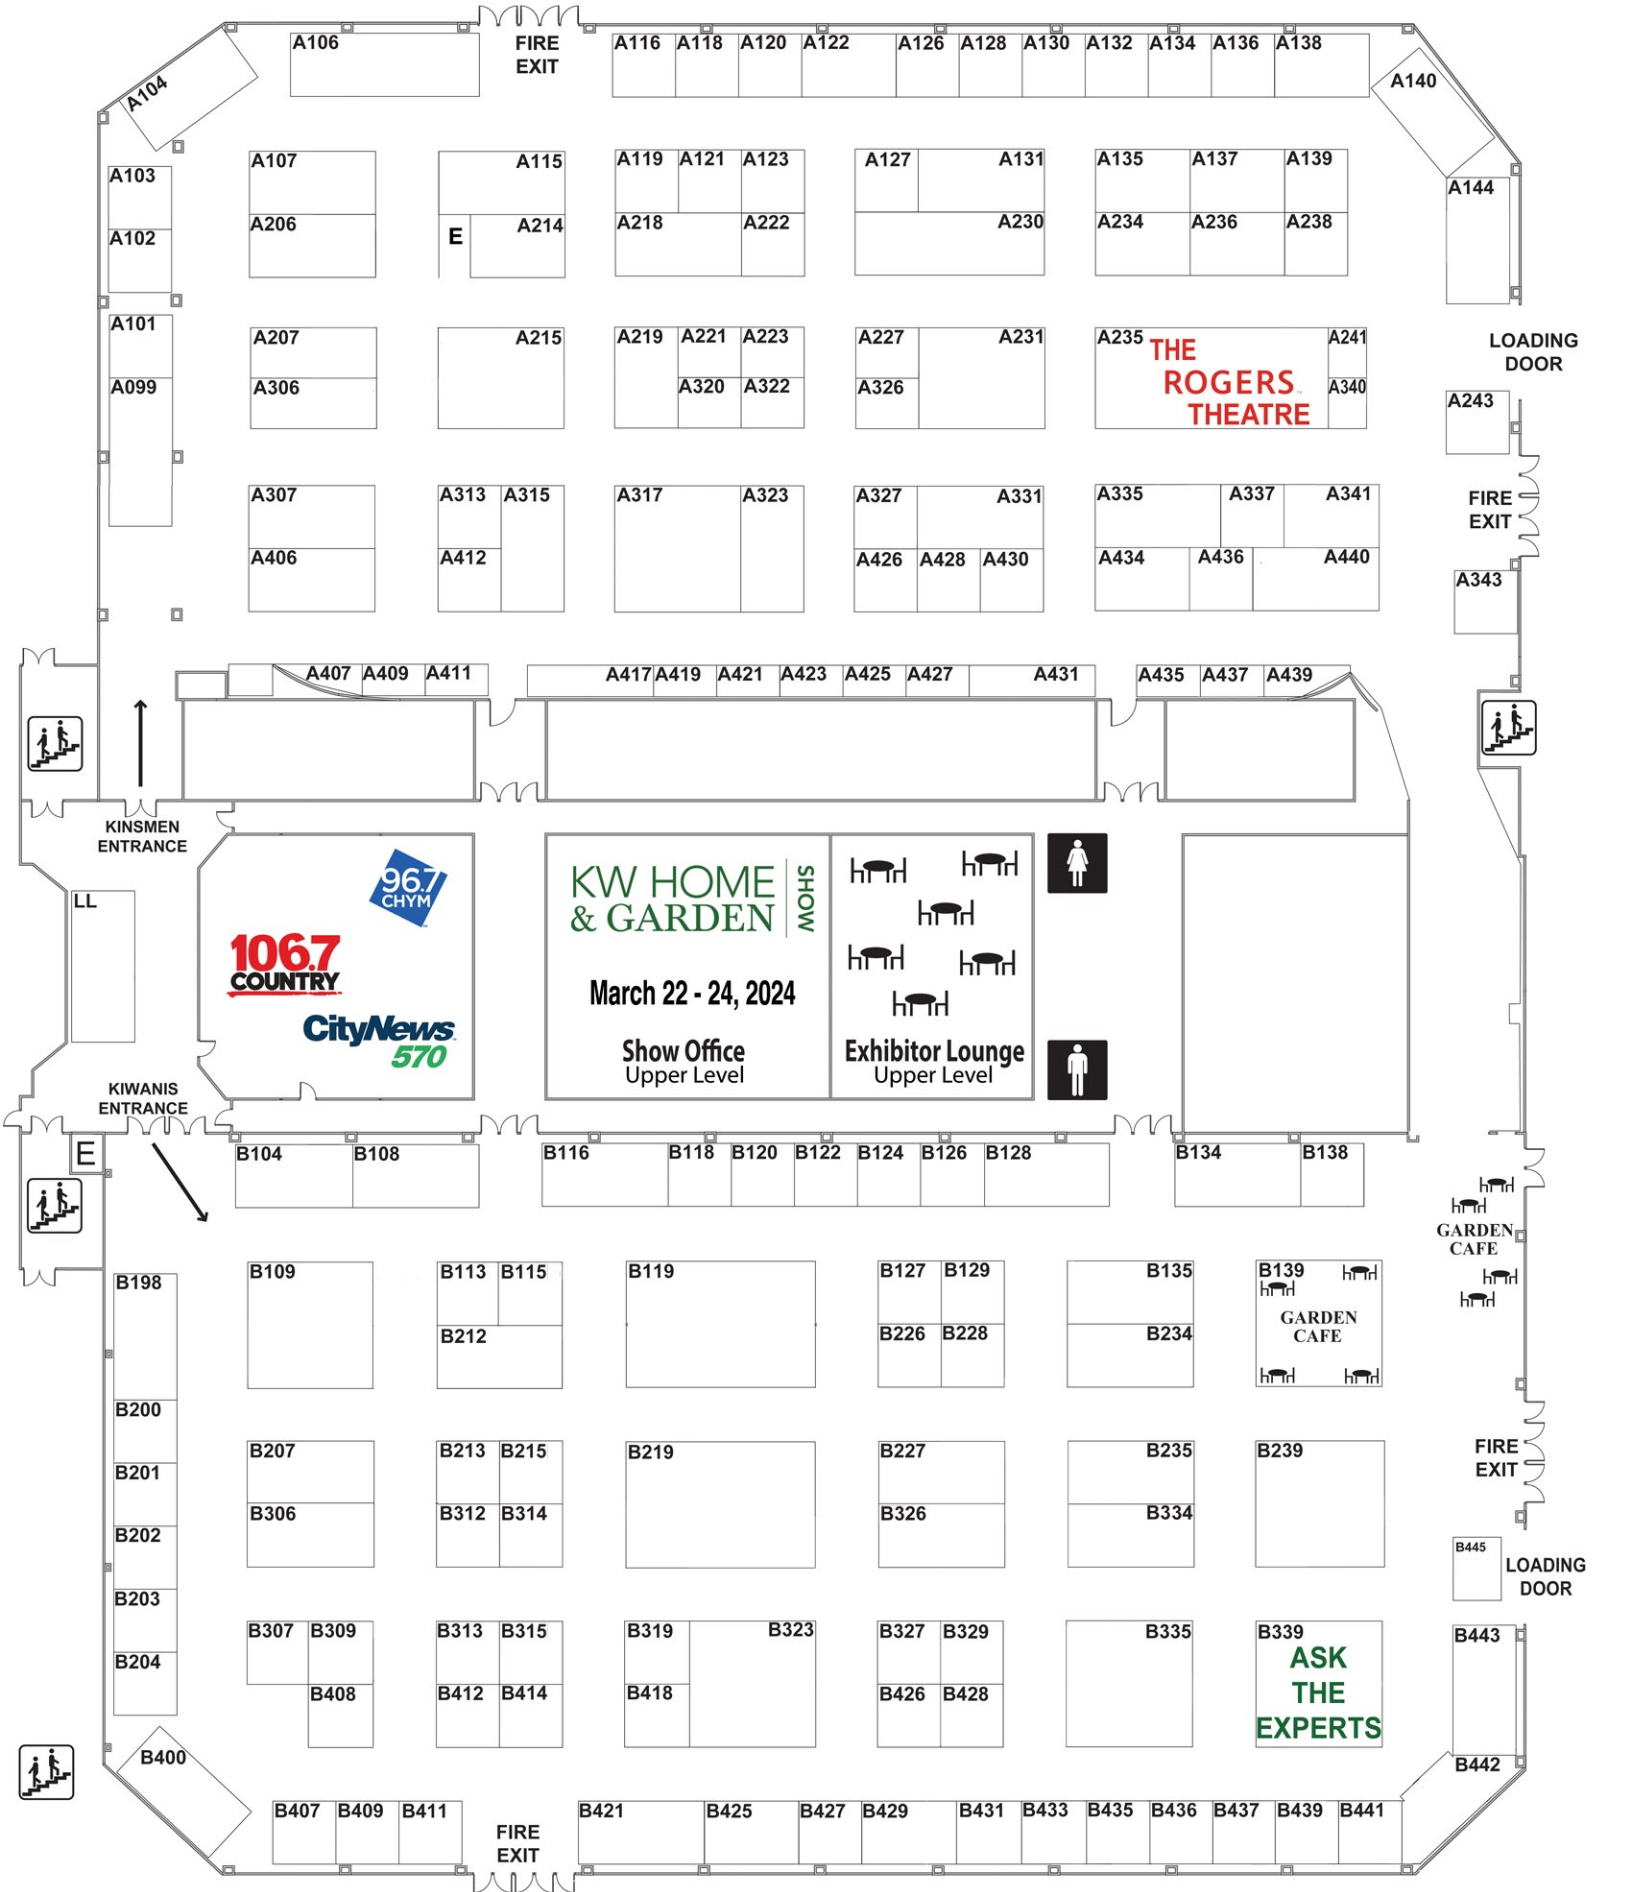 A106
FIRE
EXIT
A116 A118 A120 A122 A126 A128 A130 A132 A134 A136 A138
A104
A140
A107 A115 A119 A121 A123 A127 A131 A135 A137 A139
A103
A144
A206 E A214 A218 A222 A230 A234 A236 A238
A102
A101
A207 A215 A219 A221 A223 A227 A231 A235 A241
THE
ROGERS
THEATRE
LOADING
DOOR
A099
A306 A320 A322 A326 A340
A243
A307 A313 A315 A317 A323 A327 A331 A335 A337 A341
FIRE
EXIT
A406 A412 A426 A428 A430 A434 A436 A440
A343
A407 A409 A411 A417 A419 A421 A423 A425 A427 A431 A435 A437 A439
KINSMEN
ENTRANCE
LL
96.7
CHYM
106.7
COUNTRY
CityNews
570
KW HOME
& GARDEN
SHOW
March 22 - 24, 2024
Show Office
Upper Level
Exhibitor Lounge
Upper Level
KIWANIS
ENTRANCE
E
B104 B108 B116 B118 B120 B122 B124 B126 B128 B134 B138
GARDEN
CAFE
B198
B109 B113 B115 B119 B127 B129 B135 B139
GARDEN
CAFE
B212 B226 B228 B234
B200
B207 B213 B215 B219 B227 B235 B239
FIRE
EXIT
B201
B306 B312 B314 B326 B334
B202
B445
LOADING
DOOR
B203
B307 B309 B313 B315 B319 B323 B327 B329 B335 B339
ASK
THE
EXPERTS
B443
B204
B408 B412 B414 B418 B426 B428
B400
B442
B407 B409 B411
FIRE
EXIT
B421 B425 B427 B429 B431 B433 B435 B436 B437 B439 B441